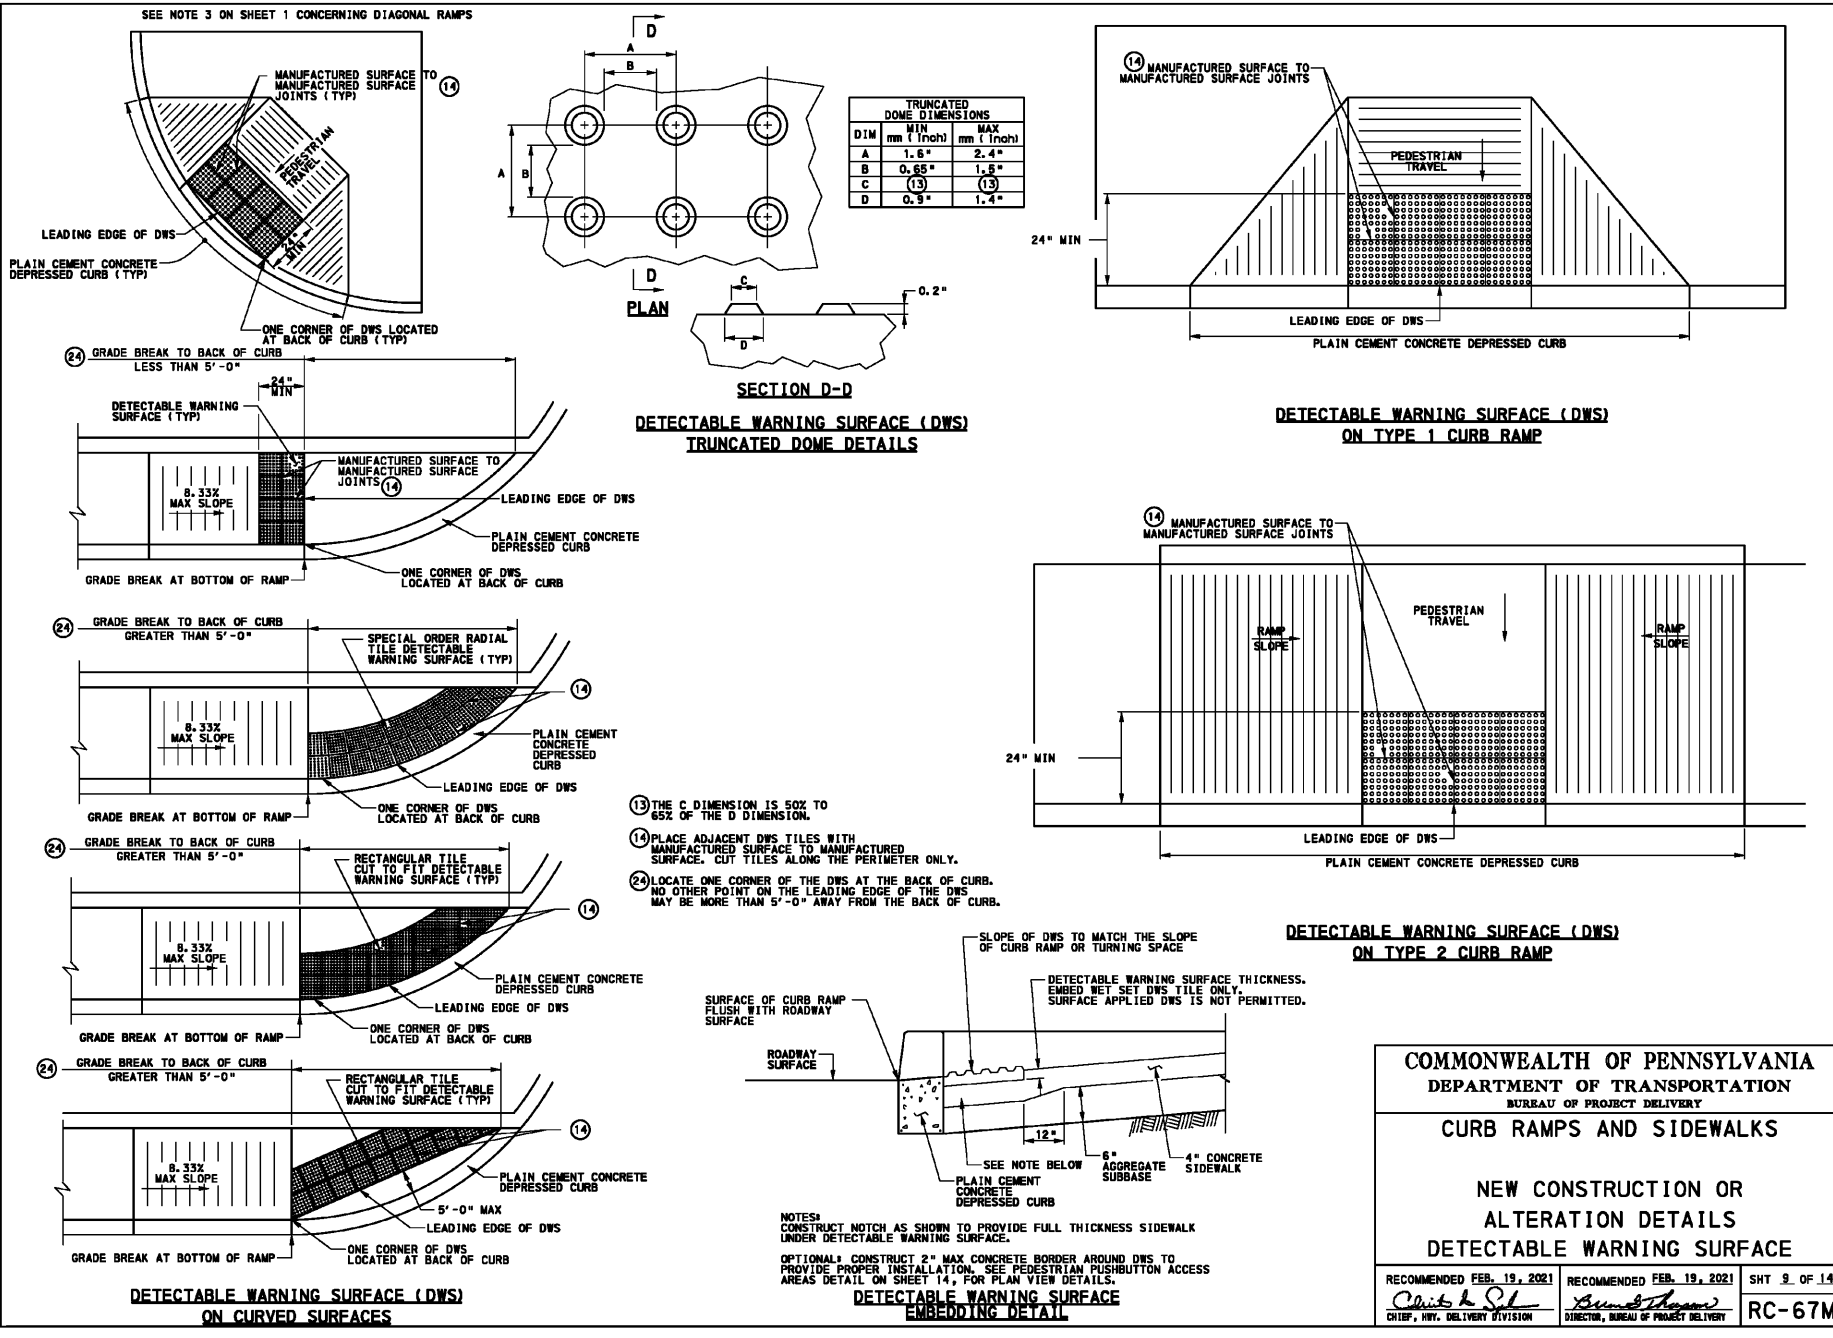 SEE NOTE 3 ON SHEET 1 CONCERNING DIAGONAL RAMPS
MANUFACTURED SURFACE TO
MANUFACTURED SURFACE
JOINTS (TYP)
14
PEDESTRIAN
TRAVEL
LEADING EDGE OF DWS
24"
MIN
PLAIN CEMENT CONCRETE
DEPRESSED CURB (TYP)
ONE CORNER OF DWS LOCATED
AT BACK OF CURB (TYP)
24
GRADE BREAK TO BACK OF CURB
LESS THAN 5'-0"
24"
MIN
DETECTABLE WARNING
SURFACE (TYP)
MANUFACTURED SURFACE TO
MANUFACTURED SURFACE
JOINTS 14
8.33%
MAX SLOPE
LEADING EDGE OF DWS
PLAIN CEMENT CONCRETE
DEPRESSED CURB
ONE CORNER OF DWS
LOCATED AT BACK OF CURB
GRADE BREAK AT BOTTOM OF RAMP
24
GRADE BREAK TO BACK OF CURB
GREATER THAN 5'-0"
SPECIAL ORDER RADIAL
TILE DETECTABLE
WARNING SURFACE (TYP)
14
8.33%
MAX SLOPE
PLAIN CEMENT
CONCRETE
DEPRESSED
CURB
LEADING EDGE OF DWS
ONE CORNER OF DWS
LOCATED AT BACK OF CURB
GRADE BREAK AT BOTTOM OF RAMP
24
GRADE BREAK TO BACK OF CURB
GREATER THAN 5'-0"
RECTANGULAR TILE
CUT TO FIT DETECTABLE
WARNING SURFACE (TYP)
14
8.33%
MAX SLOPE
PLAIN CEMENT CONCRETE
DEPRESSED CURB
LEADING EDGE OF DWS
ONE CORNER OF DWS
LOCATED AT BACK OF CURB
GRADE BREAK AT BOTTOM OF RAMP
24
GRADE BREAK TO BACK OF CURB
GREATER THAN 5'-0"
RECTANGULAR TILE
CUT TO FIT DETECTABLE
WARNING SURFACE (TYP)
14
8.33%
MAX SLOPE
PLAIN CEMENT CONCRETE
DEPRESSED CURB
5'-0" MAX
LEADING EDGE OF DWS
ONE CORNER OF DWS
LOCATED AT BACK OF CURB
GRADE BREAK AT BOTTOM OF RAMP
DETECTABLE WARNING SURFACE (DWS)
ON CURVED SURFACES
D
A
B
A
B
D
PLAN
C
0.2"
D
SECTION D-D
DETECTABLE WARNING SURFACE (DWS)
TRUNCATED DOME DETAILS
TRUNCATED
DOME DIMENSIONS
DIM MIN mm (inch) MAX mm (inch)
A 1.6" 2.4"
B 0.65" 1.5"
C 13 13
D 0.9" 1.4"
13 THE C DIMENSION IS 50% TO
65% OF THE D DIMENSION.
14 PLACE ADJACENT DWS TILES WITH
MANUFACTURED SURFACE TO MANUFACTURED
SURFACE. CUT TILES ALONG THE PERIMETER ONLY.
24 LOCATE ONE CORNER OF THE DWS AT THE BACK OF CURB.
NO OTHER POINT ON THE LEADING EDGE OF THE DWS
MAY BE MORE THAN 5'-0" AWAY FROM THE BACK OF CURB.
SLOPE OF DWS TO MATCH THE SLOPE
OF CURB RAMP OR TURNING SPACE
DETECTABLE WARNING SURFACE THICKNESS.
EMBED WET SET DWS TILE ONLY.
SURFACE APPLIED DWS IS NOT PERMITTED.
SURFACE OF CURB RAMP
FLUSH WITH ROADWAY
SURFACE
ROADWAY
SURFACE
12"
SEE NOTE BELOW
6"
AGGREGATE
SUBBASE
4" CONCRETE
SIDEWALK
PLAIN CEMENT
CONCRETE
DEPRESSED CURB
NOTES:
CONSTRUCT NOTCH AS SHOWN TO PROVIDE FULL THICKNESS SIDEWALK
UNDER DETECTABLE WARNING SURFACE.
OPTIONAL: CONSTRUCT 2" MAX CONCRETE BORDER AROUND DWS TO
PROVIDE PROPER INSTALLATION. SEE PEDESTRIAN PUSHBUTTON ACCESS
AREAS DETAIL ON SHEET 14, FOR PLAN VIEW DETAILS.
DETECTABLE WARNING SURFACE
EMBEDDING DETAIL
14 MANUFACTURED SURFACE TO
MANUFACTURED SURFACE JOINTS
PEDESTRIAN
TRAVEL
24" MIN
LEADING EDGE OF DWS
PLAIN CEMENT CONCRETE DEPRESSED CURB
DETECTABLE WARNING SURFACE (DWS)
ON TYPE 1 CURB RAMP
14 MANUFACTURED SURFACE TO
MANUFACTURED SURFACE JOINTS
PEDESTRIAN
TRAVEL
RAMP
SLOPE
RAMP
SLOPE
24" MIN
LEADING EDGE OF DWS
PLAIN CEMENT CONCRETE DEPRESSED CURB
DETECTABLE WARNING SURFACE (DWS)
ON TYPE 2 CURB RAMP
COMMONWEALTH OF PENNSYLVANIA
DEPARTMENT OF TRANSPORTATION
BUREAU OF PROJECT DELIVERY
CURB RAMPS AND SIDEWALKS
NEW CONSTRUCTION OR
ALTERATION DETAILS
DETECTABLE WARNING SURFACE
RECOMMENDED FEB. 19, 2021
CHIEF, HWY. DELIVERY DIVISION
RECOMMENDED FEB. 19, 2021
DIRECTOR, BUREAU OF PROJECT DELIVERY
SHT 9 OF 14
RC-67M